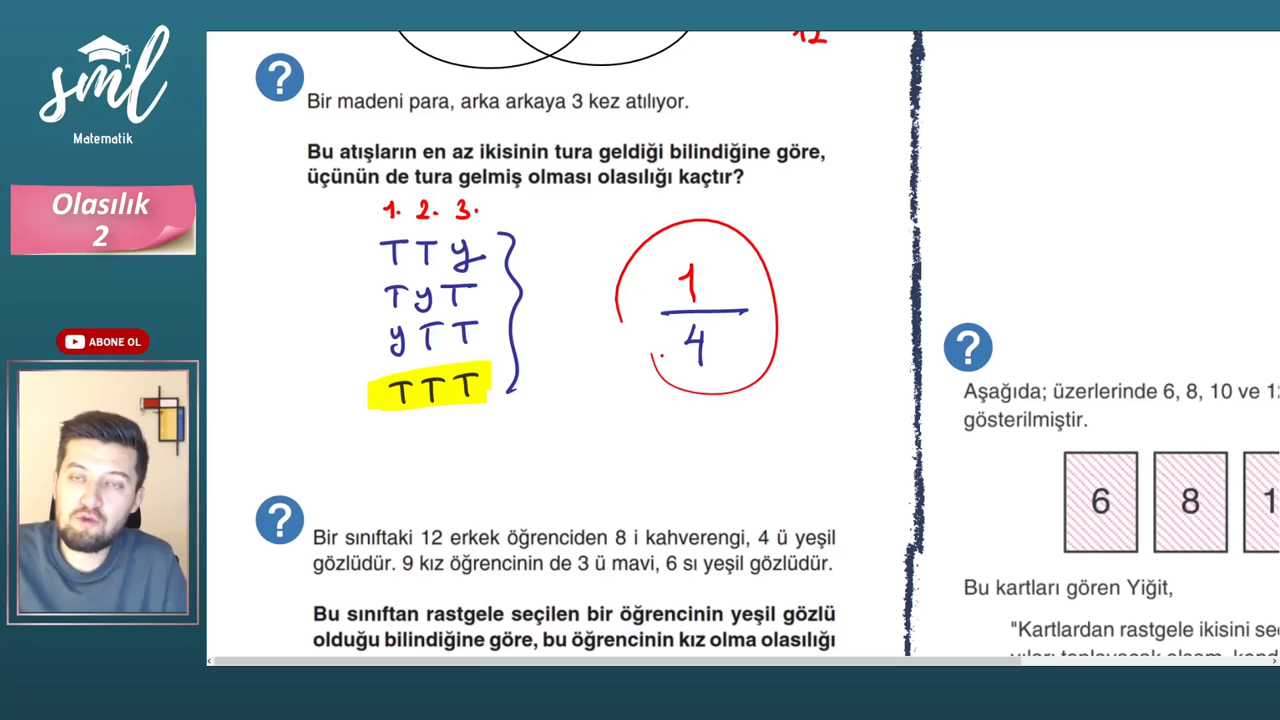 sml
Matematik
Olasılık
2
ABONE OL
12
?
Bir madeni para, arka arkaya 3 kez atılıyor.
Bu atışların en az ikisinin tura geldiği bilindiğine göre,
üçünün de tura gelmiş olması olasılığı kaçtır?
1. 2. 3.
T T y
T y T
y T T
T T T
1
4
?
Bir sınıftaki 12 erkek öğrenciden 8 i kahverengi, 4 ü yeşil
gözlüdür. 9 kız öğrencinin de 3 ü mavi, 6 sı yeşil gözlüdür.
Bu sınıftan rastgele seçilen bir öğrencinin yeşil gözlü
olduğu bilindiğine göre, bu öğrencinin kız olma olasılığı
?
Aşağıda; üzerlerinde 6, 8, 10 ve 1
gösterilmiştir.
6 8 1
Bu kartları gören Yiğit,
"Kartlardan rastgele ikisini se